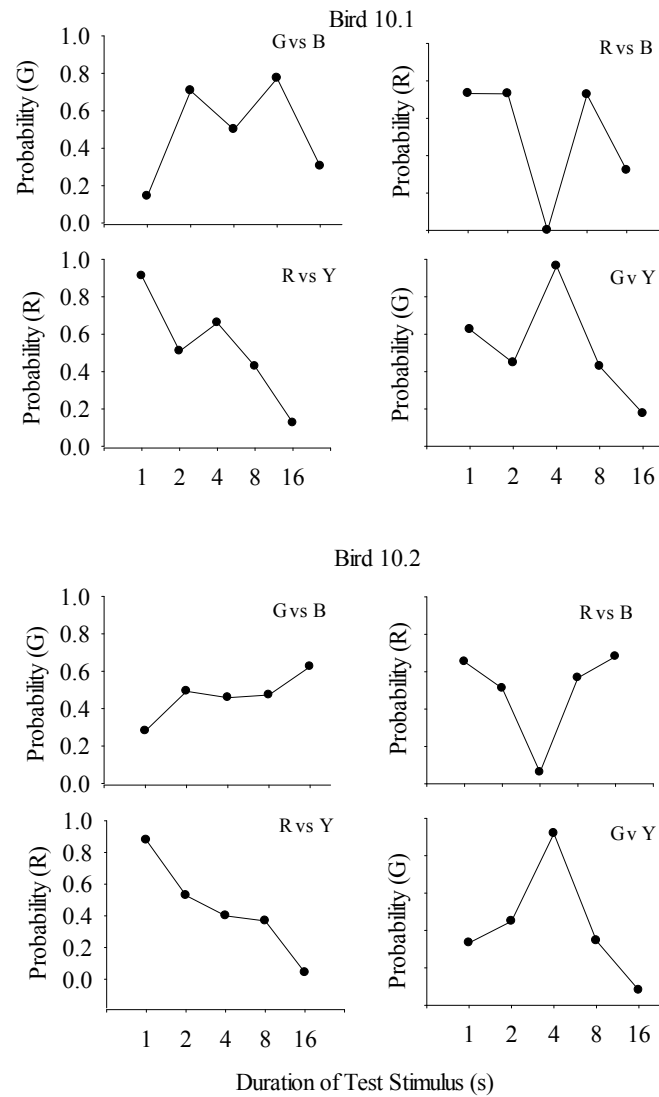 Bird 10.1
G vs B
Probability (G)
1.0
0.8
0.6
0.4
0.2
0.0
R vs B
Probability (R)
R vs Y
Probability (R)
1.0
0.8
0.6
0.4
0.2
0.0
1 2 4 8 16
G v Y
Probability (G)
1 2 4 8 16
Bird 10.2
G vs B
Probability (G)
1.0
0.8
0.6
0.4
0.2
0.0
R vs B
Probability (R)
R vs Y
Probability (R)
1.0
0.8
0.6
0.4
0.2
0.0
1 2 4 8 16
G v Y
Probability (G)
1 2 4 8 16
Duration of Test Stimulus (s)